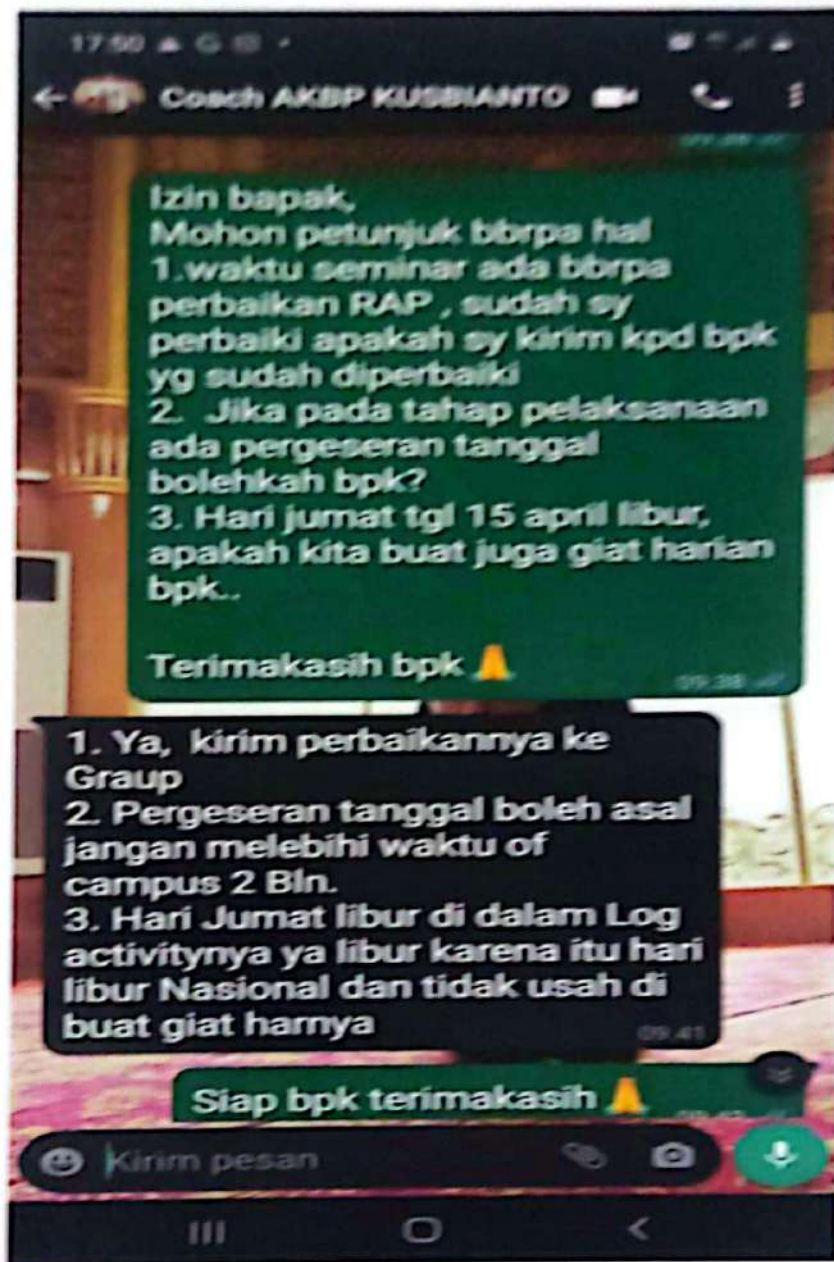 17:50
Coach AKBP KUSBIANTO
Izin bapak,
Mohon petunjuk bbrpa hal
1.waktu seminar ada bbrpa
perbaikan RAP , sudah sy
perbaiki apakah sy kirim kpd bpk
yg sudah diperbaiki
2. Jika pada tahap pelaksanaan
ada pergeseran tanggal
bolehkah bpk?
3. Hari jumat tgl 15 april libur,
apakah kita buat juga giat harian
bpk..
Terimakasih bpk 🙏
09.38
1. Ya, kirim perbaikannya ke
Graup
2. Pergeseran tanggal boleh asal
jangan melebihi waktu of
campus 2 Bln.
3. Hari Jumat libur di dalam Log
activitynya ya libur karena itu hari
libur Nasional dan tidak usah di
buat giat harnya
09.41
Siap bpk terimakasih 🙏
Kirim pesan